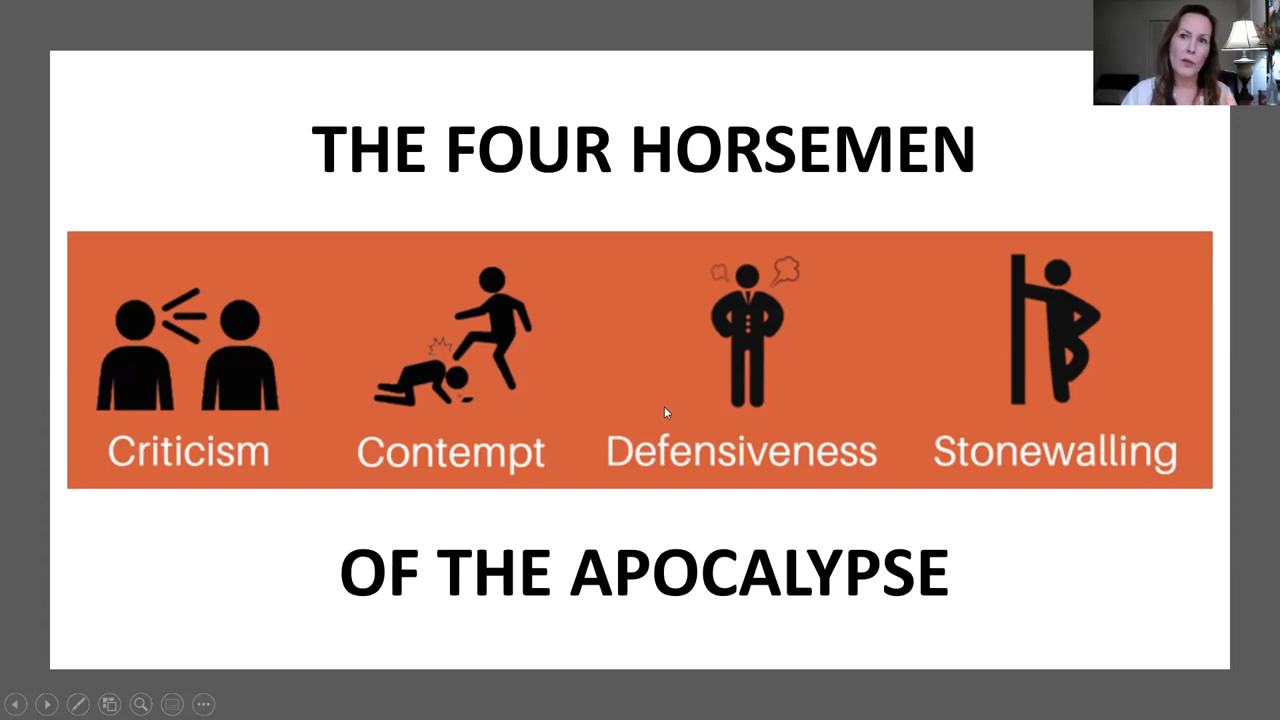 THE FOUR HORSEMEN
Criticism Contempt Defensiveness Stonewalling
OF THE APOCALYPSE